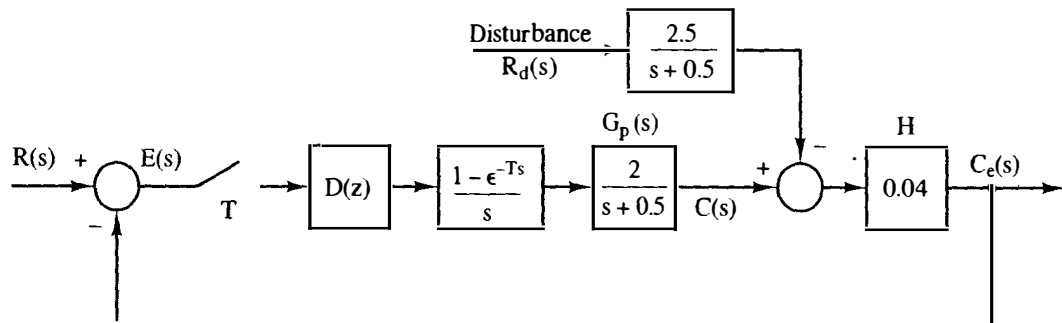 Disturbance
R_d(s)
2.5
s + 0.5
−
R(s)
+
−
E(s)
T
D(z)
1 − ϵ^{−Ts}
s
G_p(s)
2
s + 0.5
C(s)
+
H
0.04
C_e(s)